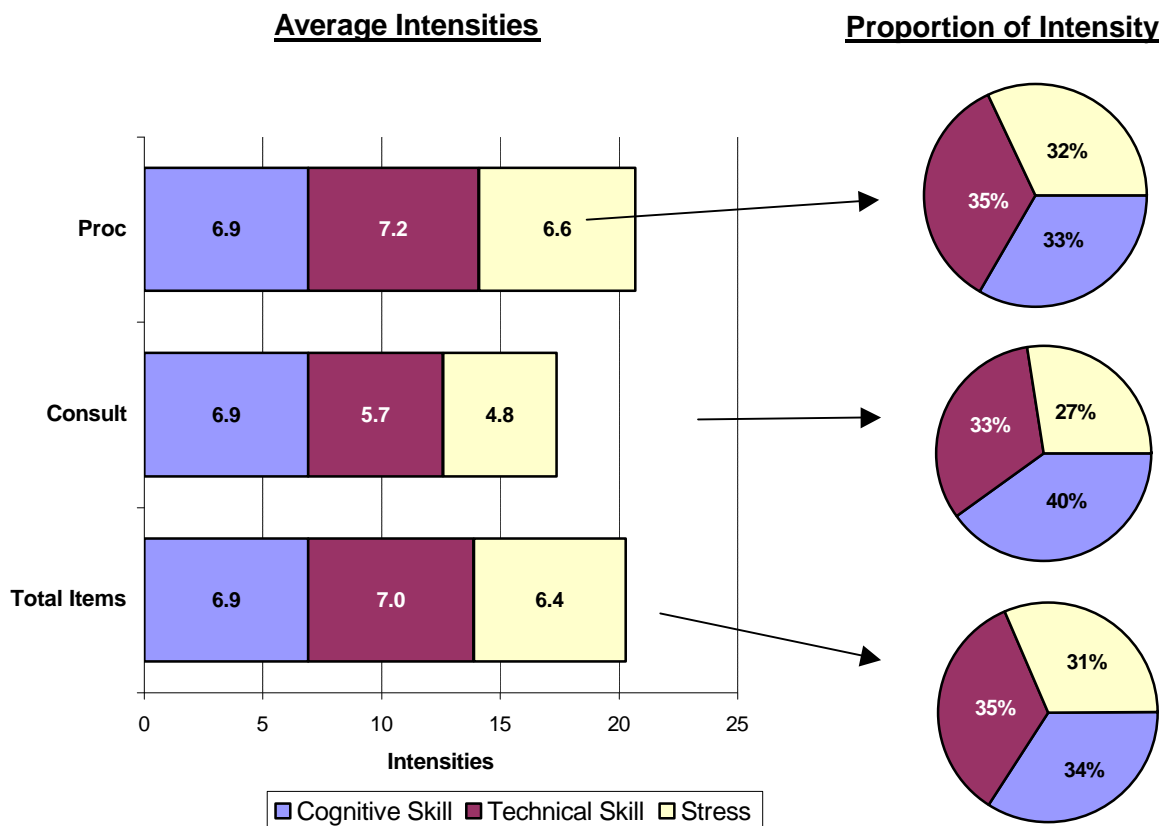 Average Intensities
Proportion of Intensity
Proc
6.9 7.2 6.6
32%
35%
33%
Consult
6.9 5.7 4.8
33% 27%
40%
Total Items
6.9 7.0 6.4
31%
35%
34%
0 5 10 15 20 25
Intensities
Cognitive Skill Technical Skill Stress